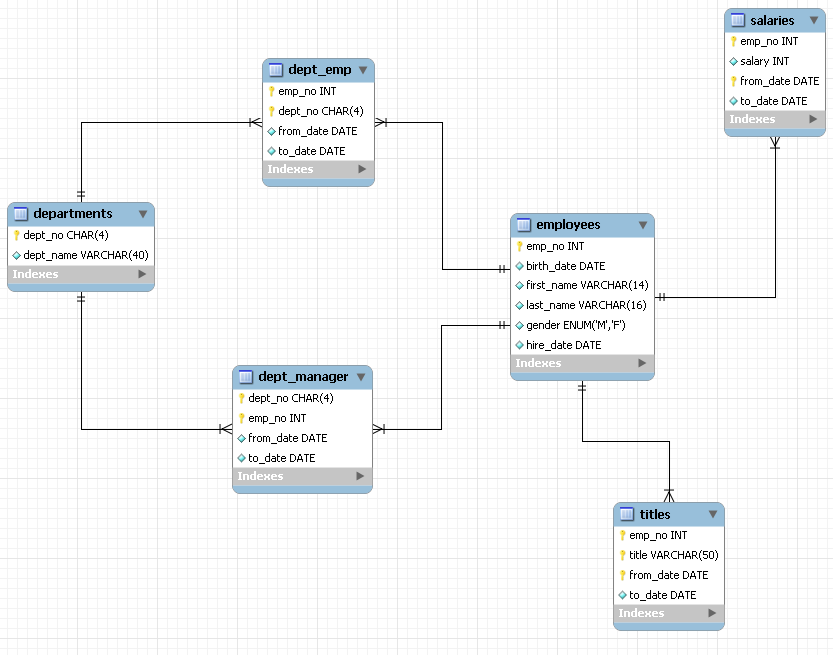 salaries
emp_no INT
salary INT
from_date DATE
to_date DATE
Indexes
dept_emp
emp_no INT
dept_no CHAR(4)
from_date DATE
to_date DATE
Indexes
departments
dept_no CHAR(4)
dept_name VARCHAR(40)
Indexes
employees
emp_no INT
birth_date DATE
first_name VARCHAR(14)
last_name VARCHAR(16)
gender ENUM('M','F')
hire_date DATE
Indexes
dept_manager
dept_no CHAR(4)
emp_no INT
from_date DATE
to_date DATE
Indexes
titles
emp_no INT
title VARCHAR(50)
from_date DATE
to_date DATE
Indexes